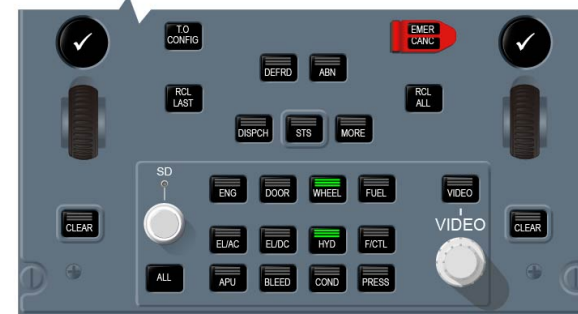 T.O
CONFIG
EMER
CANC
DEFRD
ABN
RCL
LAST
RCL
ALL
DISPCH
STS
MORE
SD
ENG
DOOR
WHEEL
FUEL
VIDEO
VIDEO
CLEAR
EL/AC
EL/DC
HYD
F/CTL
CLEAR
ALL
APU
BLEED
COND
PRESS